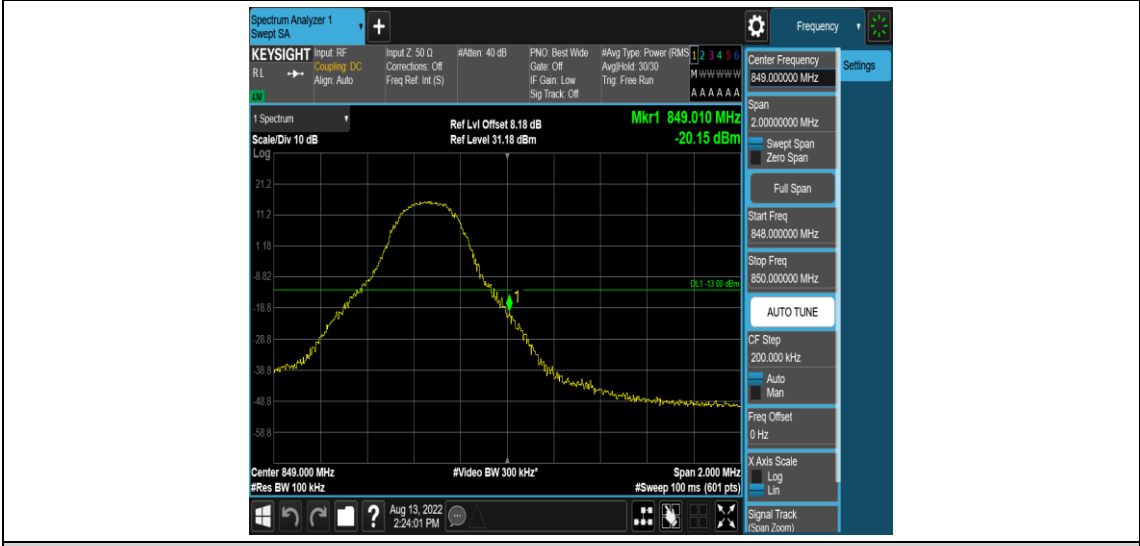 Spectrum Analyzer 1
Swept SA
+
Frequency
KEYSIGHT
RL
LW
Input: RF
Coupling: DC
Align: Auto
Input Z: 50 Ω
Corrections: Off
Freq Ref: Int (S)
#Atten: 40 dB
PNO: Best Wide
Gate: Off
IF Gain: Low
Sig Track: Off
#Avg Type: Power (RMS
Avg|Hold: 30/30
Trig: Free Run
1 2 3 4 5 6
M W W W W W
A A A A A A
1 Spectrum
Scale/Div 10 dB
Log
Ref Lvl Offset 8.18 dB
Ref Level 31.18 dBm
Mkr1 849.010 MHz
-20.15 dBm
21.2
11.2
1.18
-8.82
-18.8
-28.8
-38.8
-48.8
-58.8
DL1 -13.00 dBm
1
Center 849.000 MHz
#Res BW 100 kHz
#Video BW 300 kHz*
Span 2.000 MHz
#Sweep 100 ms (601 pts)
Aug 13, 2022
2:24:01 PM
?
Center Frequency
849.000000 MHz
Settings
Span
2.00000000 MHz
Swept Span
Zero Span
Full Span
Start Freq
848.000000 MHz
Stop Freq
850.000000 MHz
AUTO TUNE
CF Step
200.000 kHz
Auto
Man
Freq Offset
0 Hz
X Axis Scale
Log
Lin
Signal Track
(Span Zoom)